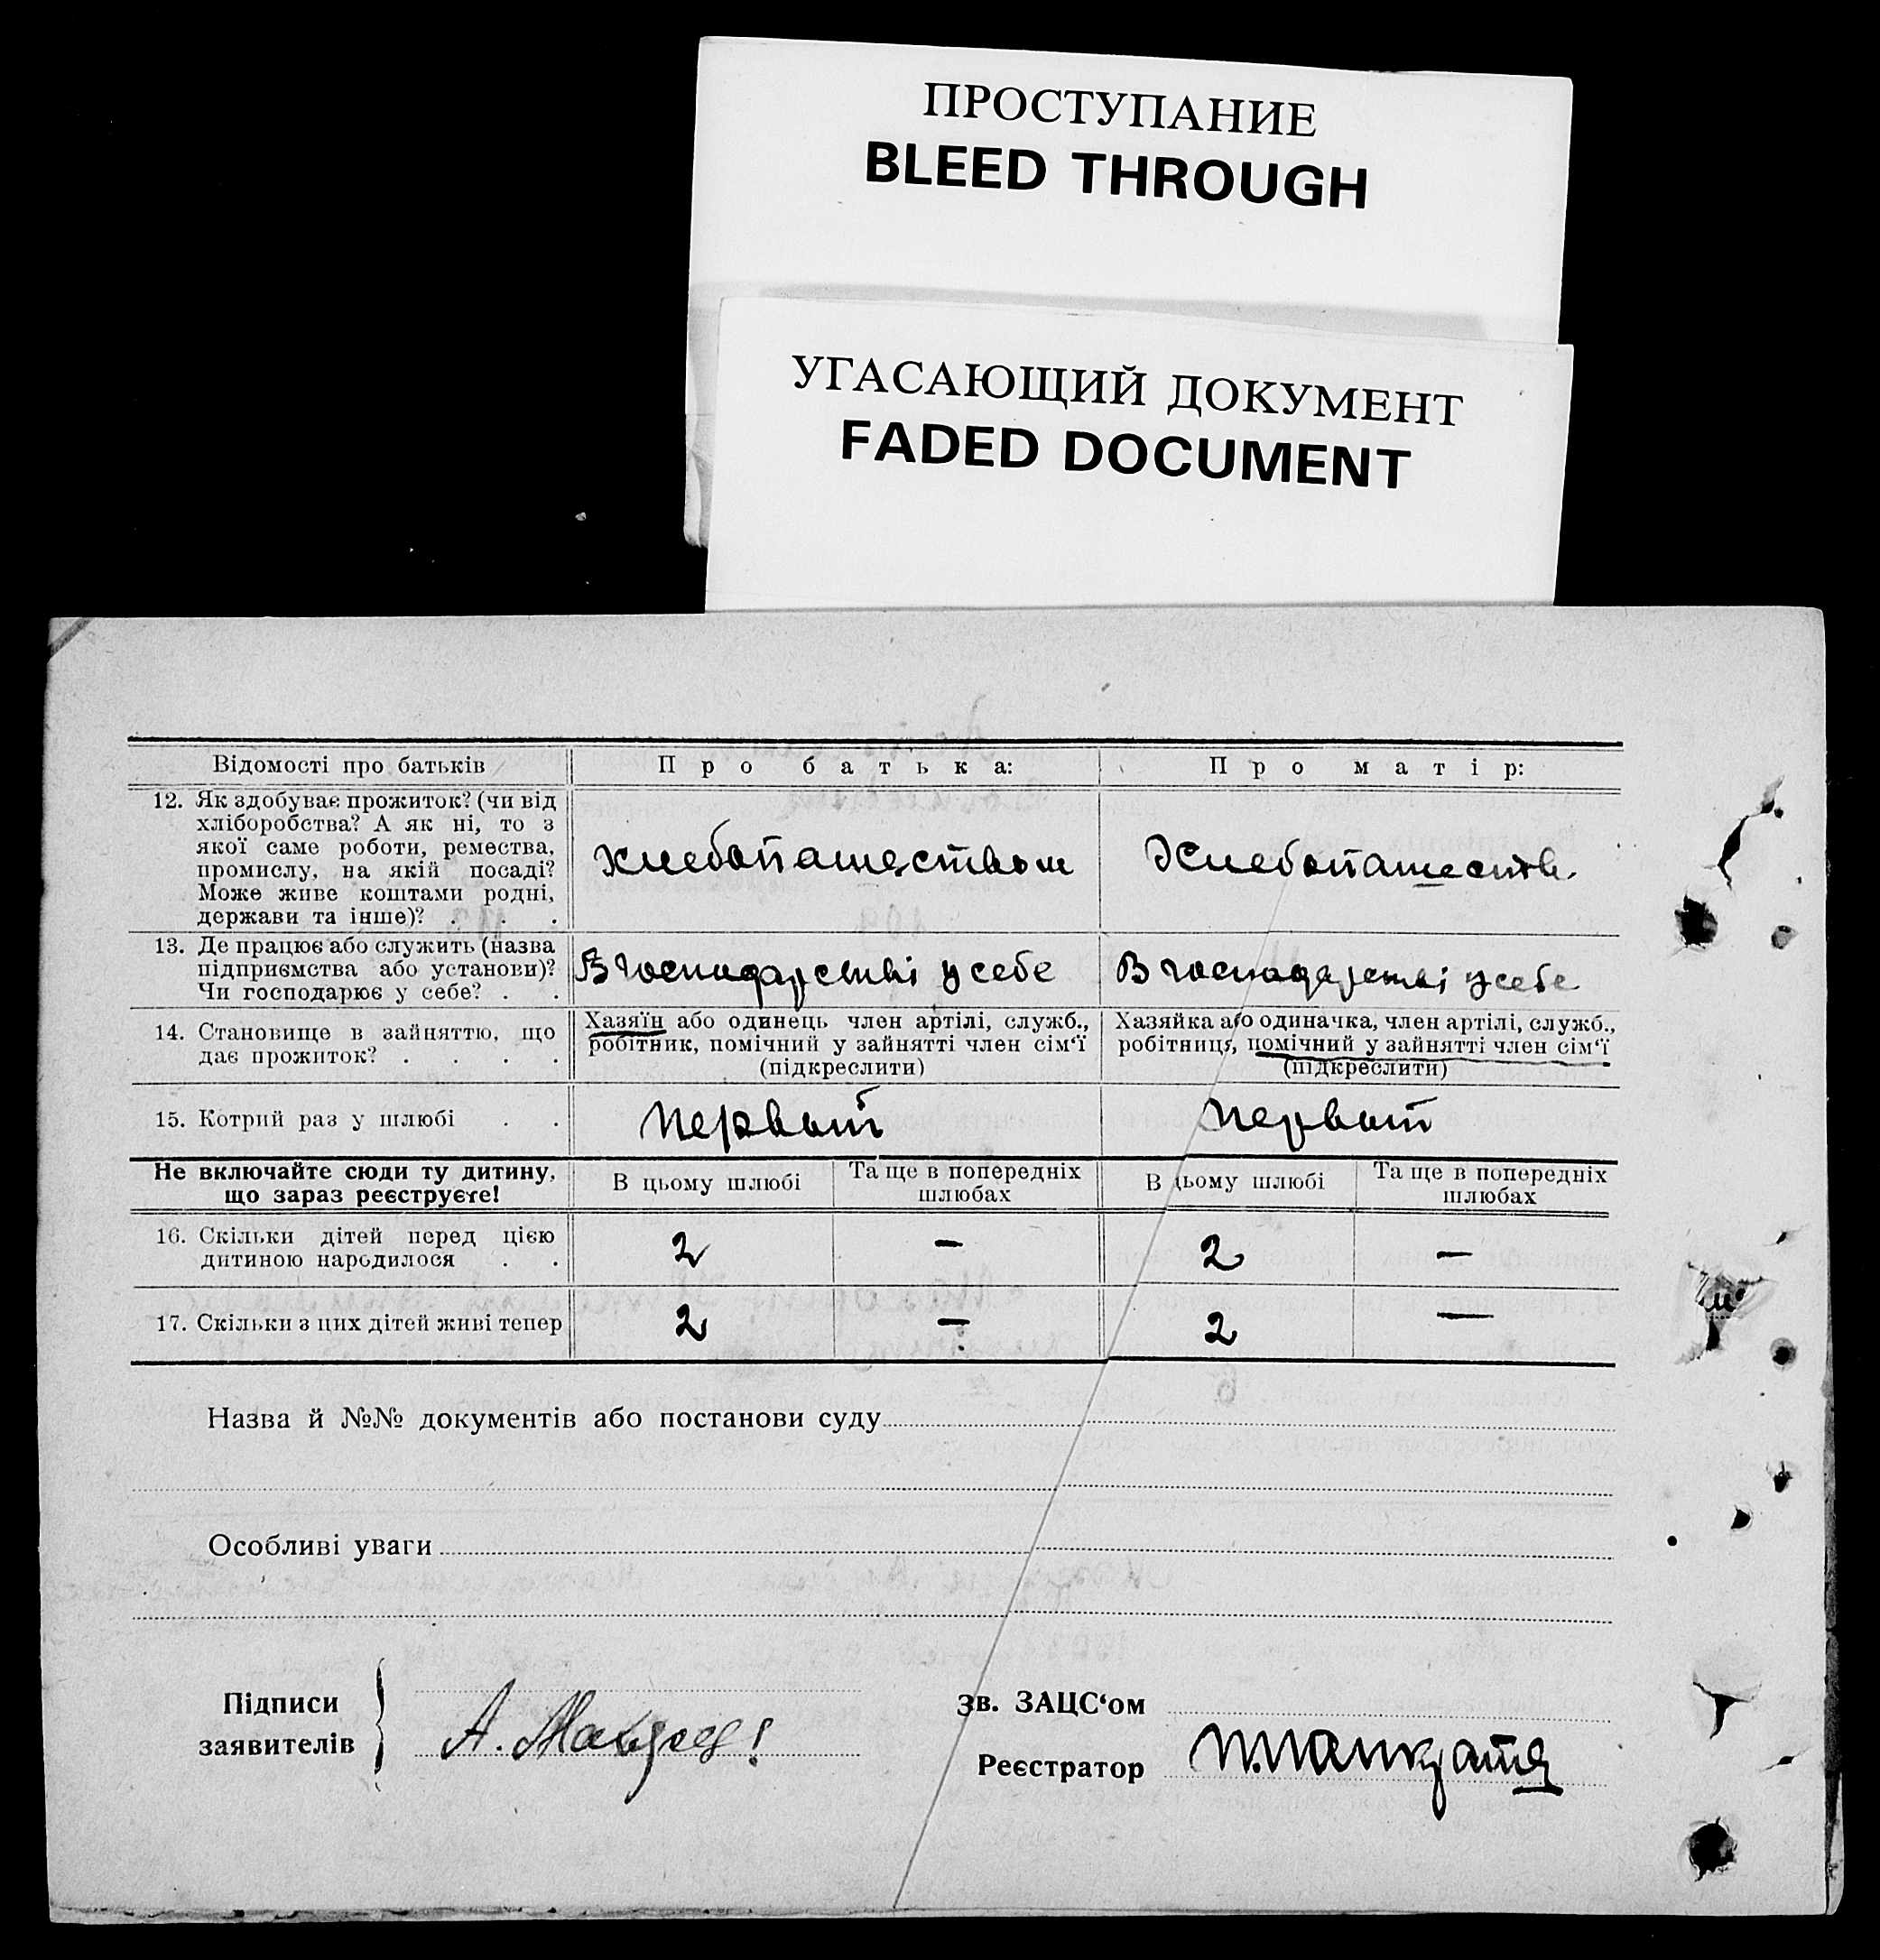 ПРОСТУПАНИЕ
BLEED THROUGH
УГАСАЮЩИЙ ДОКУМЕНТ
FADED DOCUMENT
Відомості про батьків
Про батька:
Про матір:
12. Як здобуває прожиток? (чи від
хліборобства? А як ні, то з
якої саме роботи, ремества,
промислу, на якій посаді?
Може живе коштами родні,
держави та інше)? . . .
хлебопашеством
Хлебопашеств.
13. Де працює або служить (назва
підприємства або установи)?
Чи господарює у себе? . .
В господарстві у себе
В господарстві у себе
14. Становище в зайняттю, що
дає прожиток? . . . .
Хазяїн або одинець член артілі, служб.,
робітник, помічний у зайнятті член сім‘ї
(підкреслити)
Хазяйка або одиначка, член артілі, служб.,
робітниця, помічний у зайнятті член сім‘ї
(підкреслити)
15. Котрий раз у шлюбі . .
первый
первый
Не включайте сюди ту дитину,
що зараз реєструєте!
В цьому шлюбі
Та ще в попередніх
шлюбах
В цьому шлюбі
Та ще в попередніх
шлюбах
16. Скільки дітей перед цією
дитиною народилося . .
2
—
2
—
17. Скільки з цих дітей живі тепер
2
—
2
—
Назва й №№ документів або постанови суду
Особливі уваги
Підписи
заявителів
А.
Зв. ЗАЦС‘ом
Реєстратор